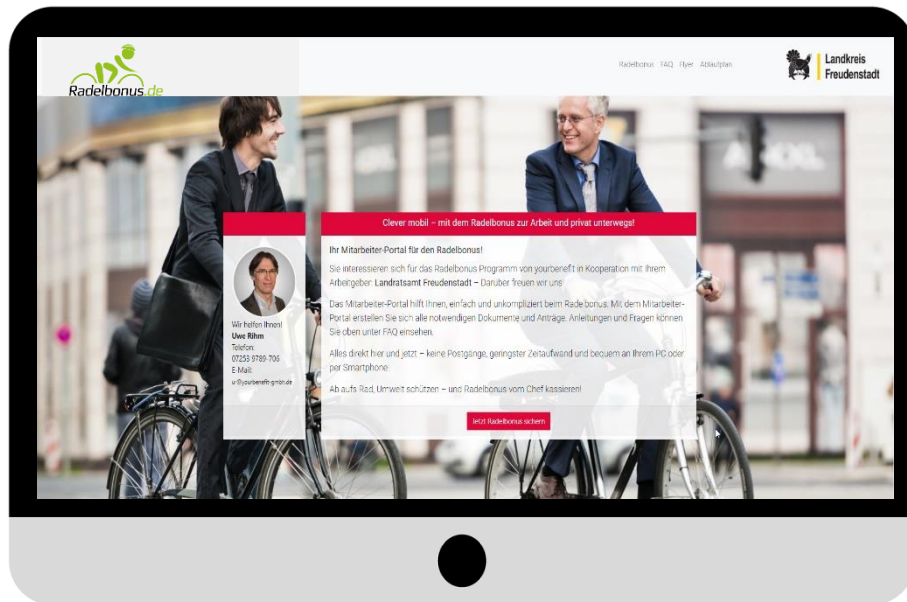 Radelbonus.de
Radelbonus FAQ Flyer Ablaufplan
Landkreis
Freudenstadt
Wir helfen Ihnen!
Uwe Rihm
Telefon:
07253 9789-706
E-Mail:
ur@yourbenefit-gmbh.de
Clever mobil – mit dem Radelbonus zur Arbeit und privat unterwegs!
Ihr Mitarbeiter-Portal für den Radelbonus!
Sie interessieren sich für das Radelbonus Programm von yourbenefit in Kooperation mit Ihrem
Arbeitgeber: Landratsamt Freudenstadt – Darüber freuen wir uns!
Das Mitarbeiter-Portal hilft Ihnen, einfach und unkompliziert beim Radelbonus. Mit dem Mitarbeiter-
Portal erstellen Sie sich alle notwendigen Dokumente und Anträge. Anleitungen und Fragen können
Sie oben unter FAQ einsehen.
Alles direkt hier und jetzt – keine Postgänge, geringster Zeitaufwand und bequem an Ihrem PC oder
per Smartphone!
Ab aufs Rad, Umwelt schützen – und Radelbonus vom Chef kassieren!
Jetzt Radelbonus sichern